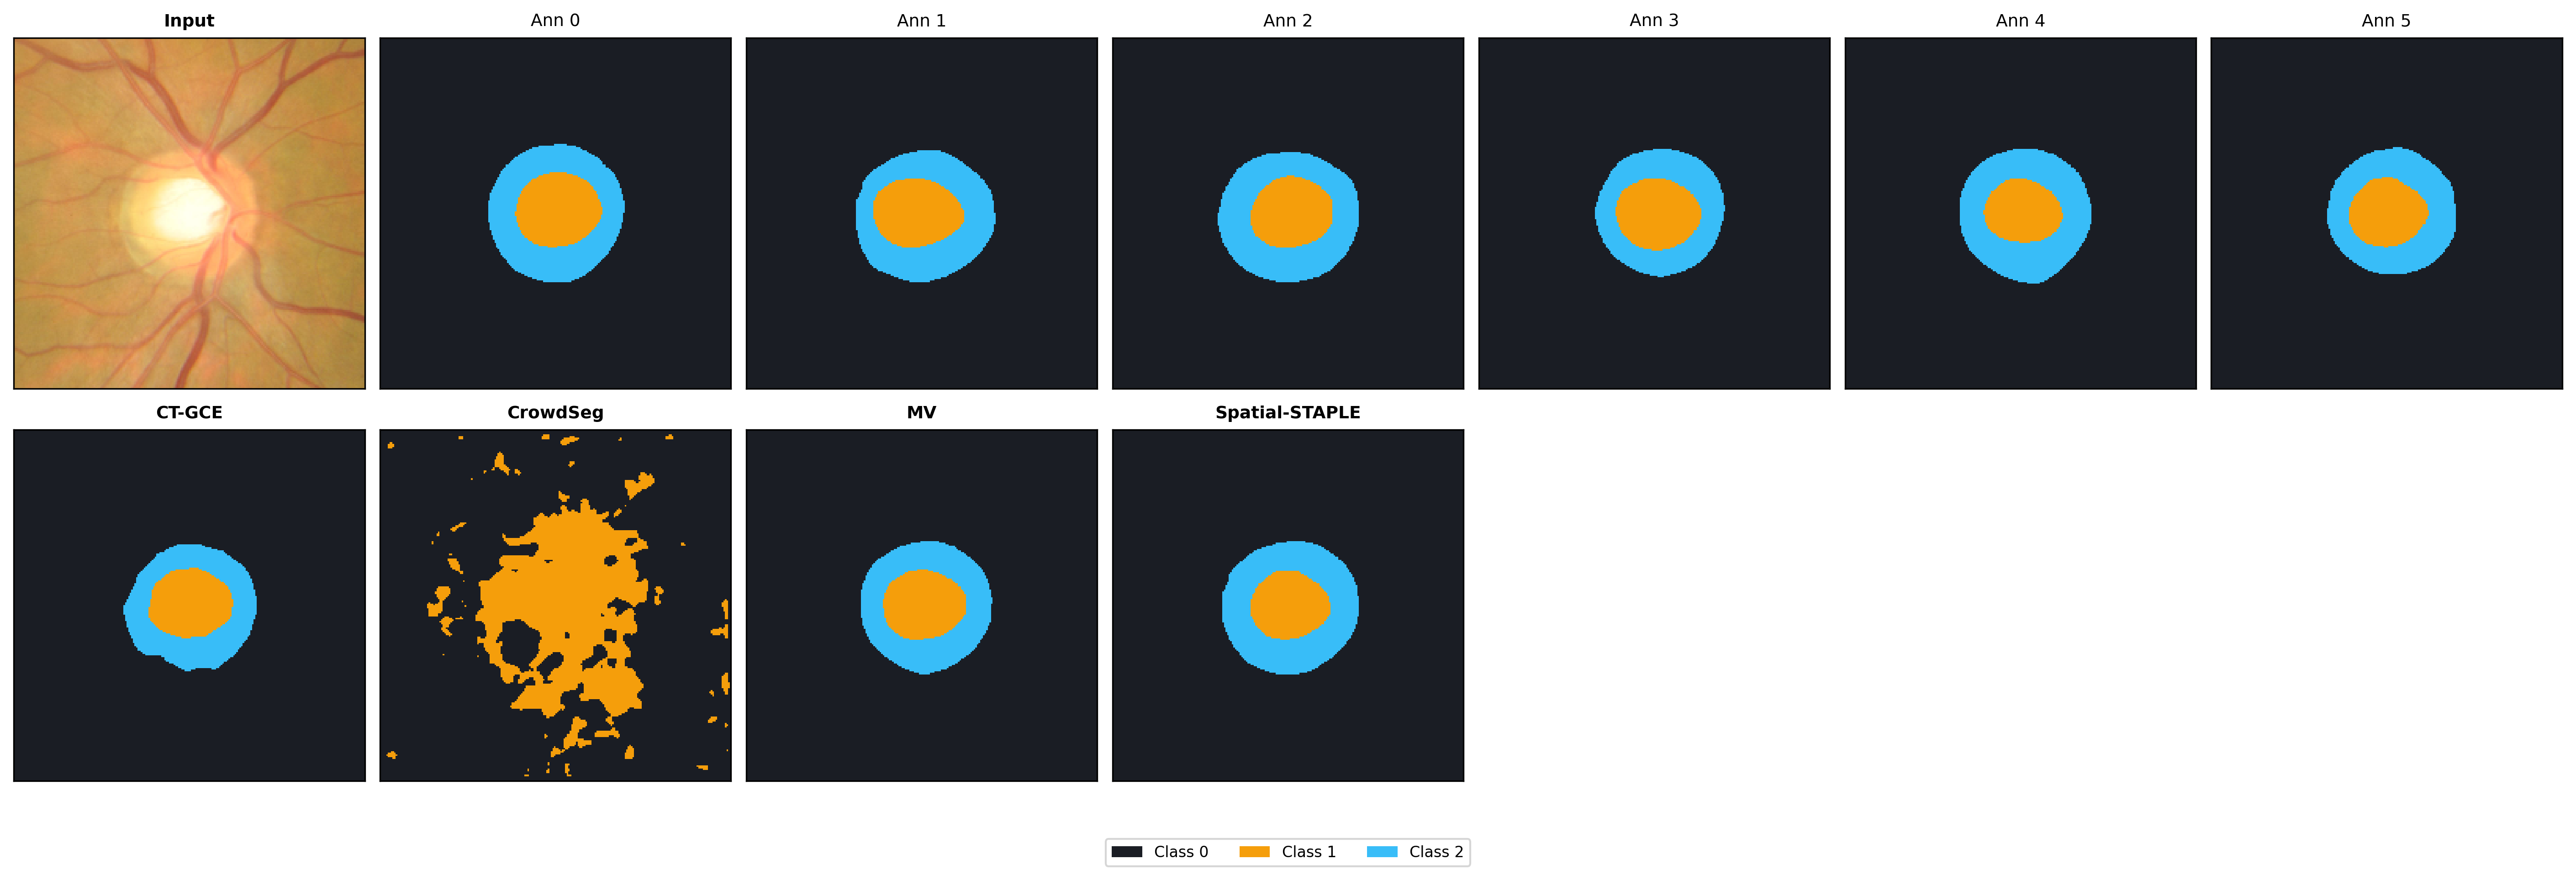 Input
Ann 0
Ann 1
Ann 2
Ann 3
Ann 4
Ann 5
CT-GCE
CrowdSeg
MV
Spatial-STAPLE
Class 0
Class 1
Class 2